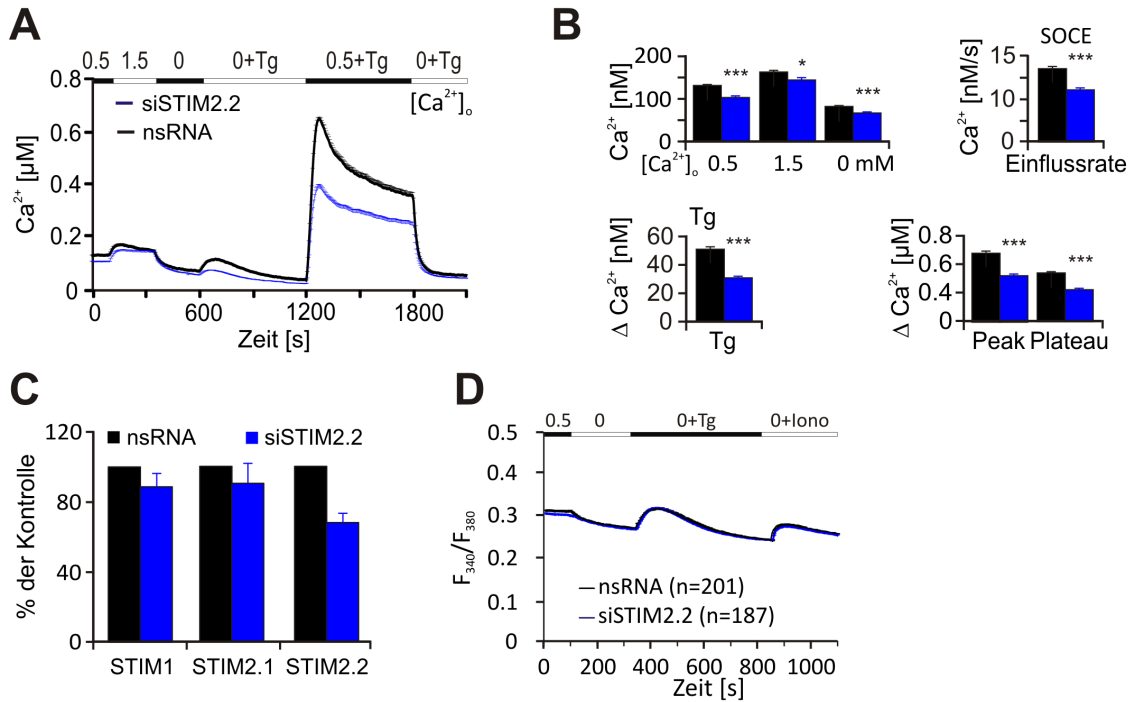 A
0.5 1.5 0 0+Tg 0.5+Tg 0+Tg
[Ca²⁺]ₒ
siSTIM2.2
nsRNA
Ca²⁺ [µM]
0.8
0.6
0.4
0.2
0
0 600 1200 1800
Zeit [s]
B
Ca²⁺ [nM]
200
150
100
50
0
*** * ***
[Ca²⁺]ₒ 0.5 1.5 0 mM
SOCE
Ca²⁺ [nM/s]
15
10
5
0
***
Einflussrate
Tg
Δ Ca²⁺ [nM]
60
40
20
0
***
Tg
Δ Ca²⁺ [µM]
0.8
0.6
0.4
0.2
0
*** ***
Peak Plateau
C
nsRNA siSTIM2.2
% der Kontrolle
120
80
40
0
STIM1 STIM2.1 STIM2.2
D
0.5 0 0+Tg 0+Iono
F₃₄₀/F₃₈₀
0.5
0.4
0.3
0.2
0.1
0
nsRNA (n=201)
siSTIM2.2 (n=187)
0 200 400 600 800 1000
Zeit [s]